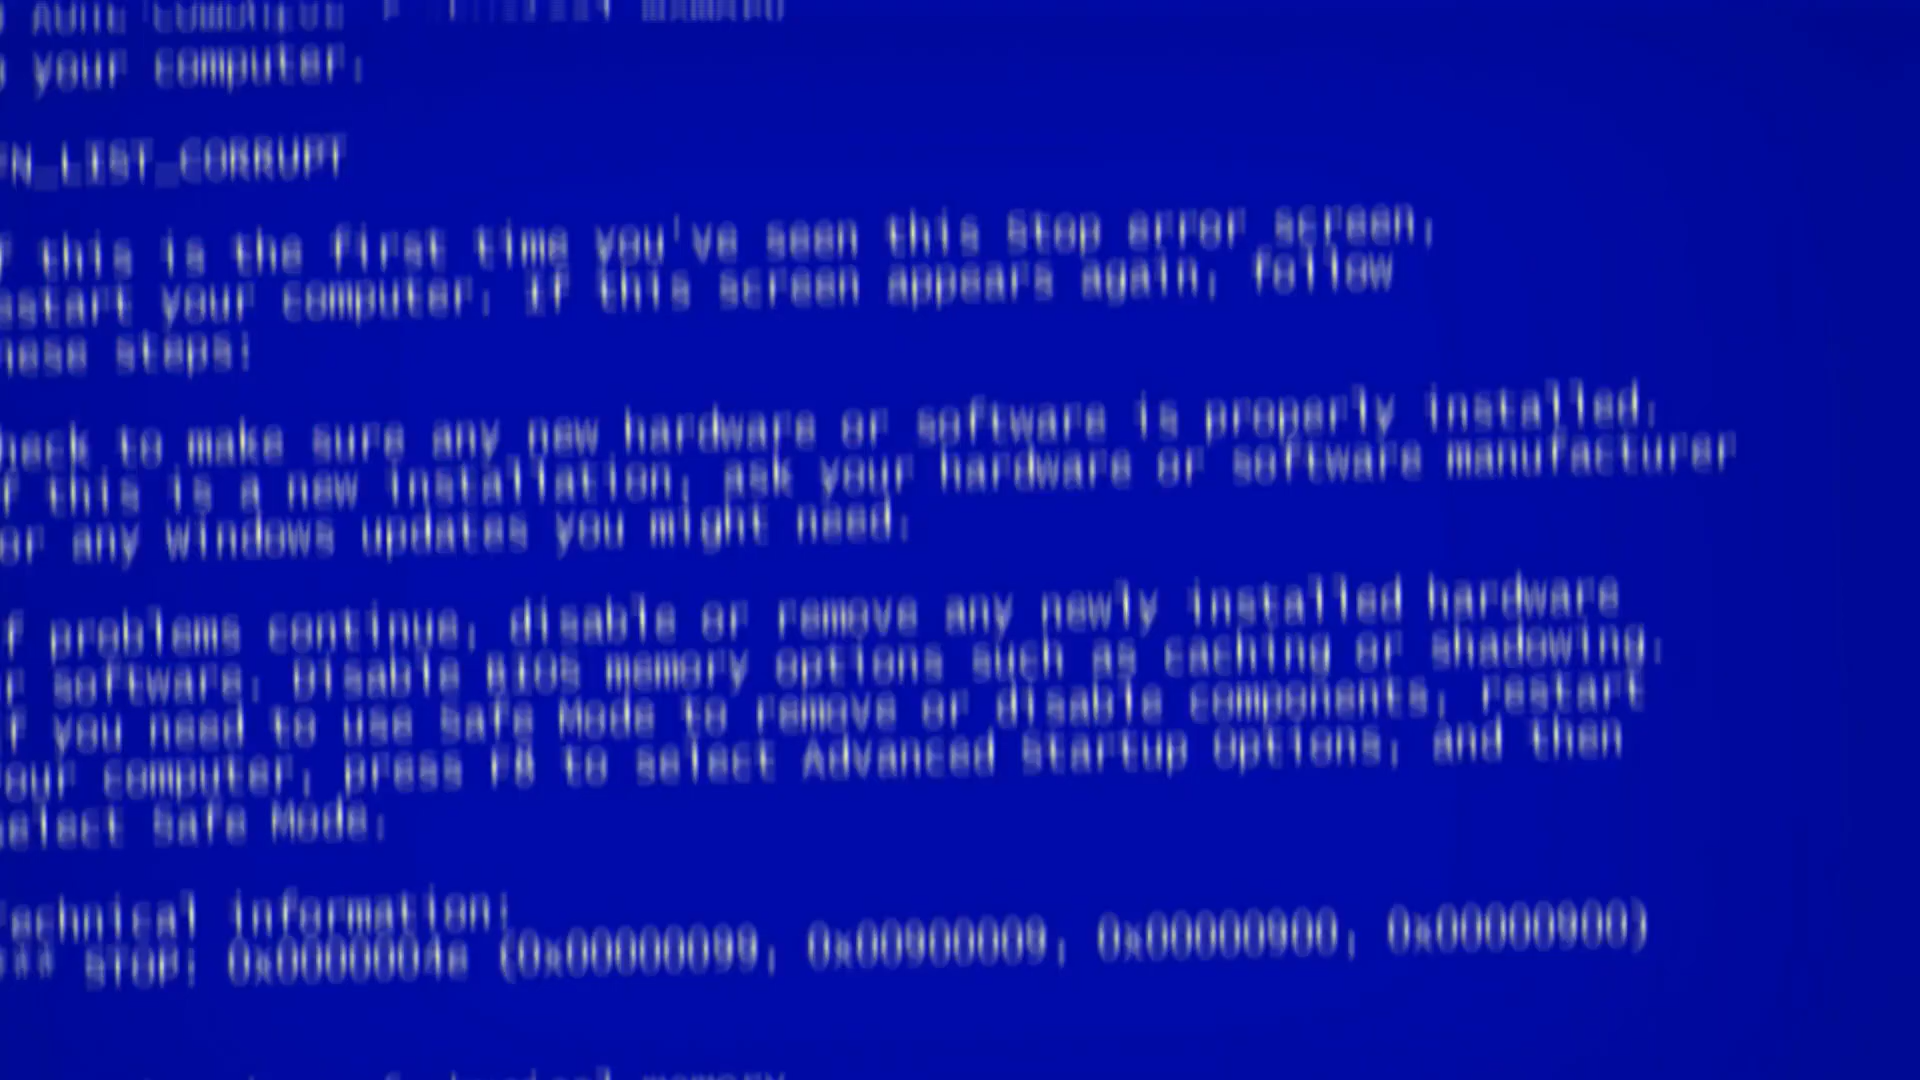 your computer.
N_LIST_CORRUPT
f this is the first time you've seen this stop error screen,
estart your computer. If this screen appears again, follow
hese steps:
heck to make sure any new hardware or software is properly installed.
f this is a new installation, ask your hardware or software manufacturer
or any windows updates you might need.
f problems continue, disable or remove any newly installed hardware
r software. Disable BIOS memory options such as caching or shadowing.
f you need to use Safe Mode to remove or disable components, restart
our computer, press F8 to select Advanced Startup Options, and then
elect Safe Mode.
echnical information:
** STOP: 0x0000004e (0x00000099, 0x00900009, 0x00000900, 0x00000900)